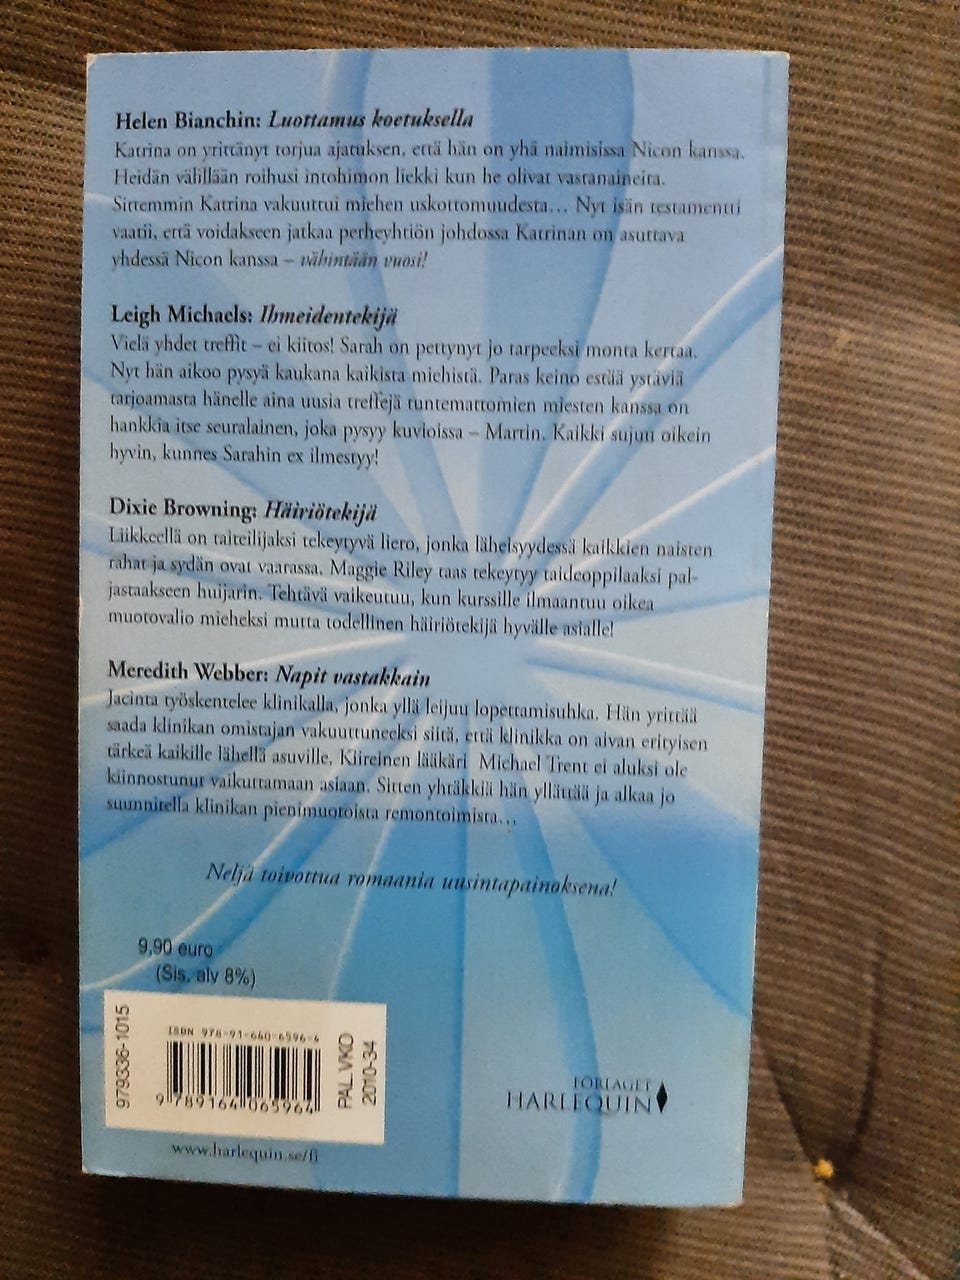 Helen Bianchin: Luottamus koetuksella
Katrina on yrittänyt torjua ajatuksen, että hän on yhä naimisissa Nicon kanssa.
Heidän välillään roihusi intohimon liekki kun he olivat vastanaineita.
Sittemmin Katrina vakuuttui miehen uskottomuudesta... Nyt isän testamentti
vaatii, että voidakseen jatkaa perheyhtiön johdossa Katrinan on asuttava
yhdessä Nicon kanssa – vähintään vuosi!
Leigh Michaels: Ihmeidentekijä
Vielä yhdet treffit – ei kiitos! Sarah on pettynyt jo tarpeeksi monta kertaa.
Nyt hän aikoo pysyä kaukana kaikista miehistä. Paras keino estää ystäviä
tarjoamasta hänelle aina uusia treffejä tuntemattomien miesten kanssa on
hankkia itse seuralainen, joka pysyy kuvioissa – Martin. Kaikki sujuu oikein
hyvin, kunnes Sarahin ex ilmestyy!
Dixie Browning: Häiriötekijä
Liikkeellä on taiteilijaksi tekeytyvä liero, jonka läheisyydessä kaikkien naisten
rahat ja sydän ovat vaarassa. Maggie Riley taas tekeytyy taideoppilaaksi pal-
jastaakseen huijarin. Tehtävä vaikeutuu, kun kurssille ilmaantuu oikea
muotovalio mieheksi mutta todellinen häiriötekijä hyvälle asialle!
Meredith Webber: Napit vastakkain
Jacinta työskentelee klinikalla, jonka yllä leijuu lopettamisuhka. Hän yrittää
saada klinikan omistajan vakuuttuneeksi siitä, että klinikka on aivan erityisen
tärkeä kaikille lähellä asuville. Kiireinen lääkäri Michael Trent ei aluksi ole
kiinnostunut vaikuttamaan asiaan. Sitten yhtäkkiä hän yllättää ja alkaa jo
suunnitella klinikan pienimuotoista remontoimista...
Neljä toivottua romaania uusintapainoksena!
9,90 euro
(Sis. alv 8%)
979336-1015
ISBN 978-91-640-6596-4
9 789164 065964
PAL.VKO
2010-34
www.harlequin.se/fi
FÖRLAGET
HARLEQUIN